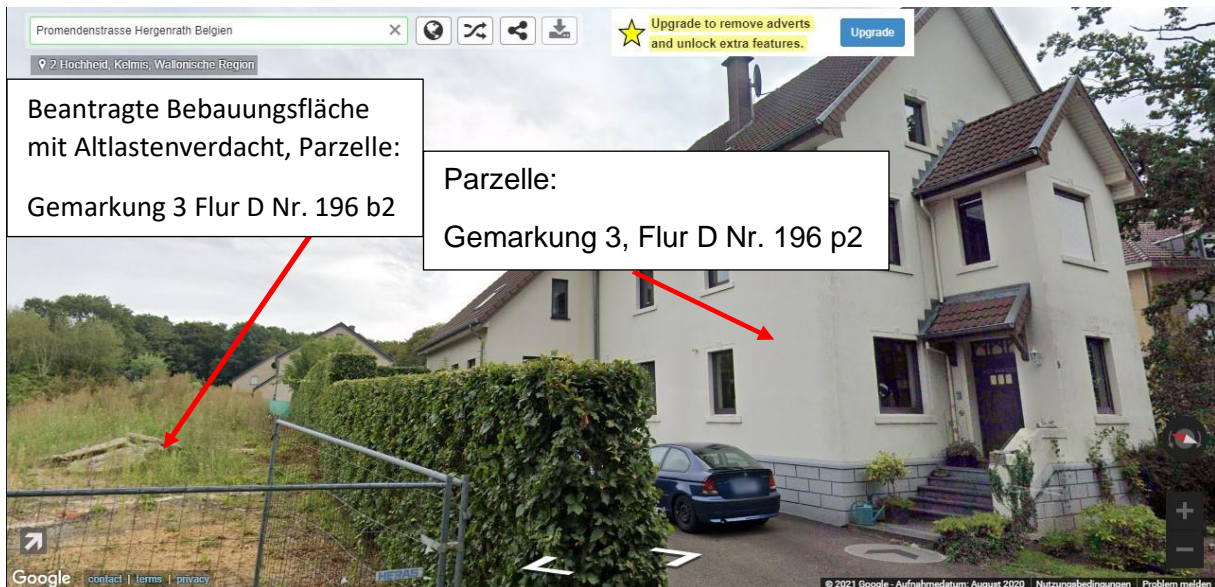 Promendenstrasse Hergenrath Belgien
Upgrade to remove adverts
and unlock extra features.
Upgrade
2 Hochheid, Kelmis, Wallonische Region
Beantragte Bebauungsfläche
mit Altlastenverdacht, Parzelle:
Gemarkung 3 Flur D Nr. 196 b2
Parzelle:
Gemarkung 3, Flur D Nr. 196 p2
HERAS
Google contact | terms | privacy
© 2021 Google - Aufnahmedatum: August 2020 Nutzungsbedingungen Problem melden